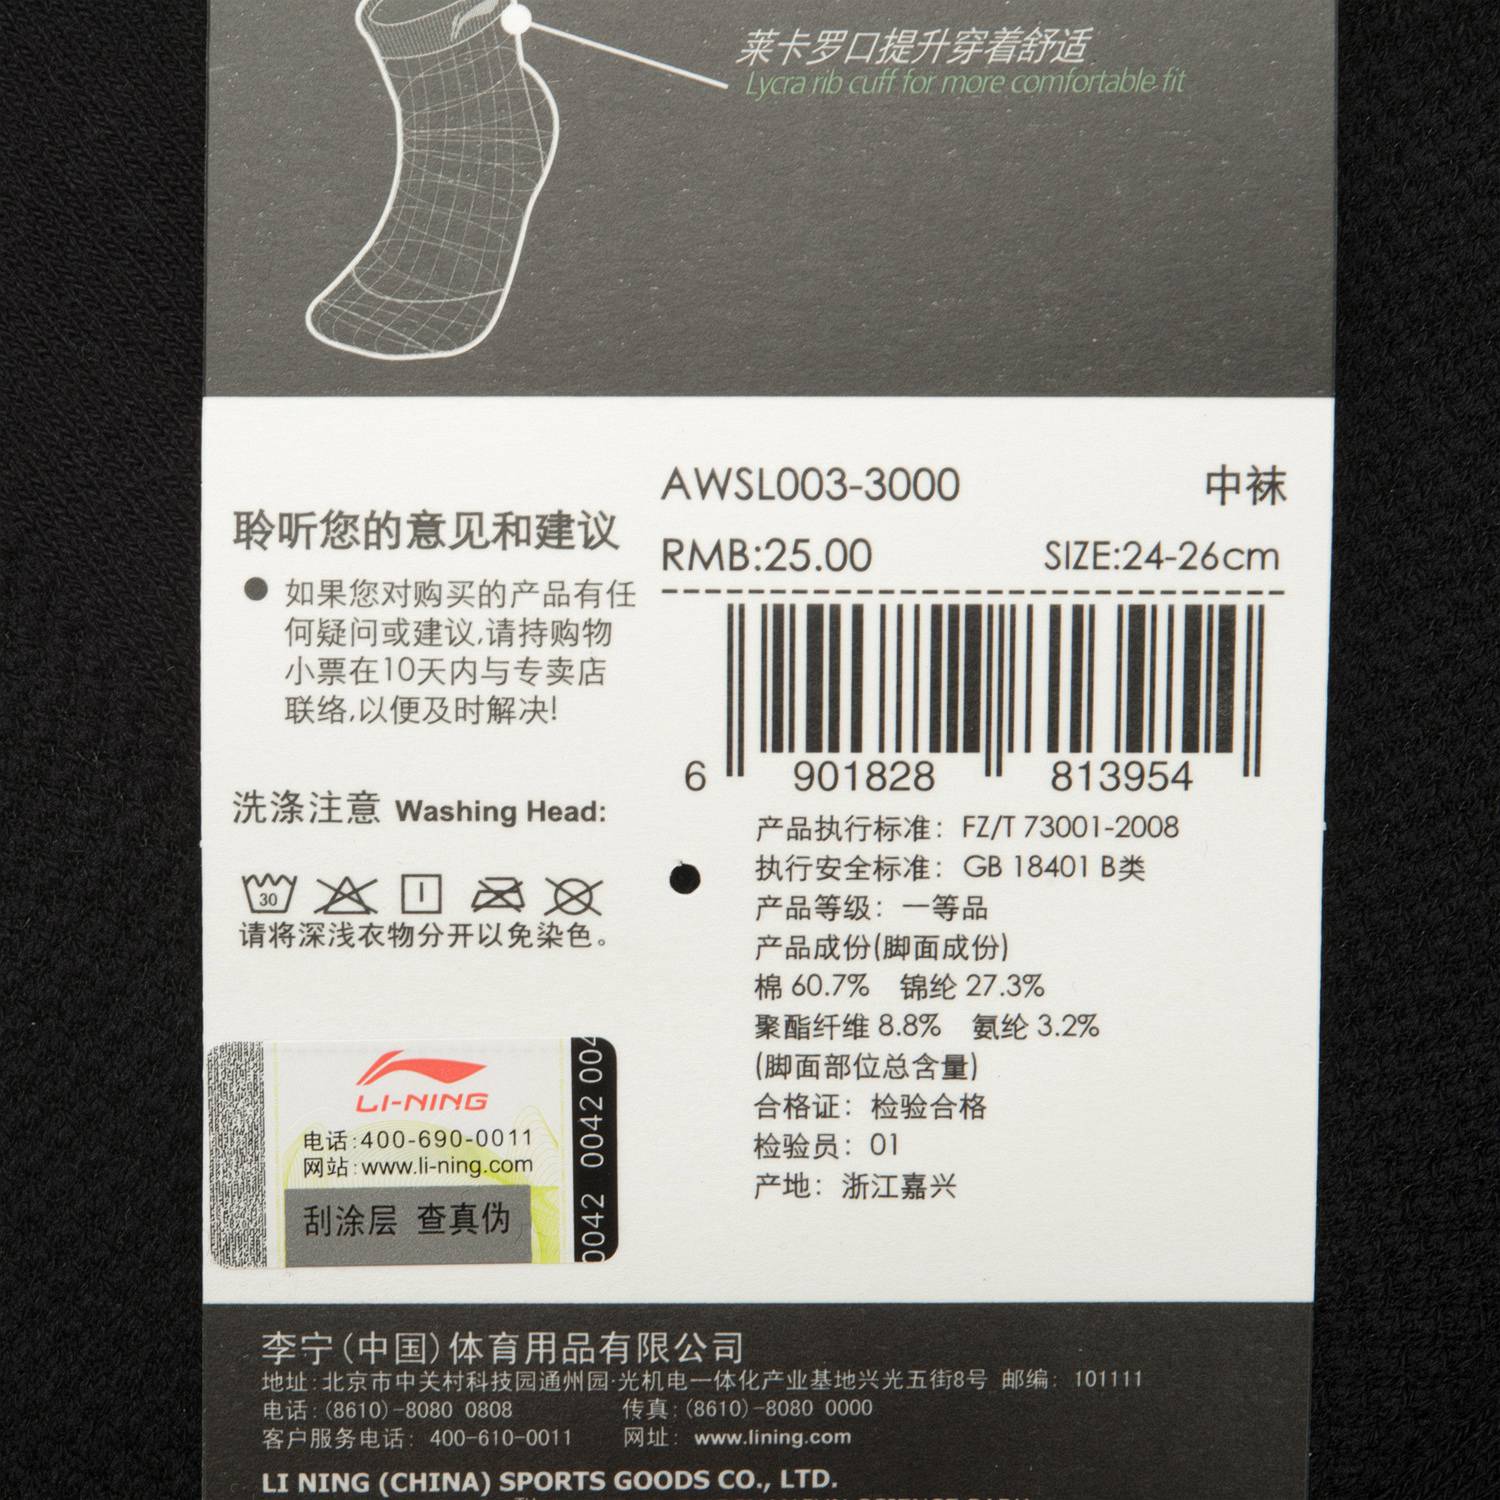 莱卡罗口提升穿着舒适
Lycra rib cuff for more comfortable fit
AWSL003-3000 中袜
RMB:25.00 SIZE:24-26cm
6 901828 813954
聆听您的意见和建议
● 如果您对购买的产品有任
何疑问或建议,请持购物
小票在10天内与专卖店
联络,以便及时解决!
洗涤注意 Washing Head:
30
请将深浅衣物分开以免染色。
产品执行标准: FZ/T 73001-2008
执行安全标准: GB 18401 B类
产品等级: 一等品
产品成份(脚面成份)
棉 60.7% 锦纶 27.3%
聚酯纤维 8.8% 氨纶 3.2%
(脚面部位总含量)
合格证: 检验合格
检验员: 01
产地: 浙江嘉兴
LI-NING
电话:400-690-0011
网站:www.li-ning.com
刮涂层 查真伪
0042 0042 004
李宁(中国)体育用品有限公司
地址:北京市中关村科技园通州园·光机电一体化产业基地兴光五街8号 邮编: 101111
电话:(8610)-8080 0808 传真:(8610)-8080 0000
客户服务电话: 400-610-0011 网址: www.lining.com
LI NING (CHINA) SPORTS GOODS CO., LTD.